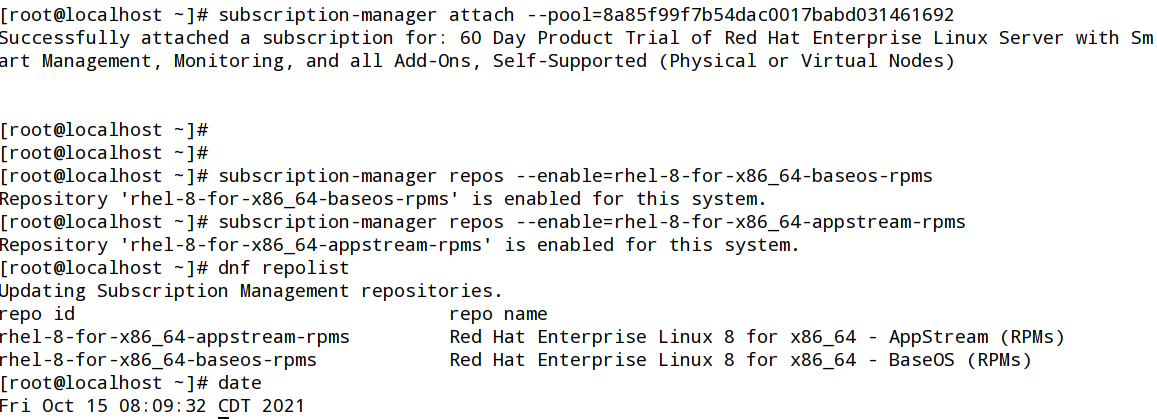 [root@localhost ~]# subscription-manager attach --pool=8a85f99f7b54dac0017babd031461692
Successfully attached a subscription for: 60 Day Product Trial of Red Hat Enterprise Linux Server with Sm
art Management, Monitoring, and all Add-Ons, Self-Supported (Physical or Virtual Nodes)
[root@localhost ~]#
[root@localhost ~]#
[root@localhost ~]# subscription-manager repos --enable=rhel-8-for-x86_64-baseos-rpms
Repository 'rhel-8-for-x86_64-baseos-rpms' is enabled for this system.
[root@localhost ~]# subscription-manager repos --enable=rhel-8-for-x86_64-appstream-rpms
Repository 'rhel-8-for-x86_64-appstream-rpms' is enabled for this system.
[root@localhost ~]# dnf repolist
Updating Subscription Management repositories.
repo id repo name
rhel-8-for-x86_64-appstream-rpms Red Hat Enterprise Linux 8 for x86_64 - AppStream (RPMs)
rhel-8-for-x86_64-baseos-rpms Red Hat Enterprise Linux 8 for x86_64 - BaseOS (RPMs)
[root@localhost ~]# date
Fri Oct 15 08:09:32 CDT 2021